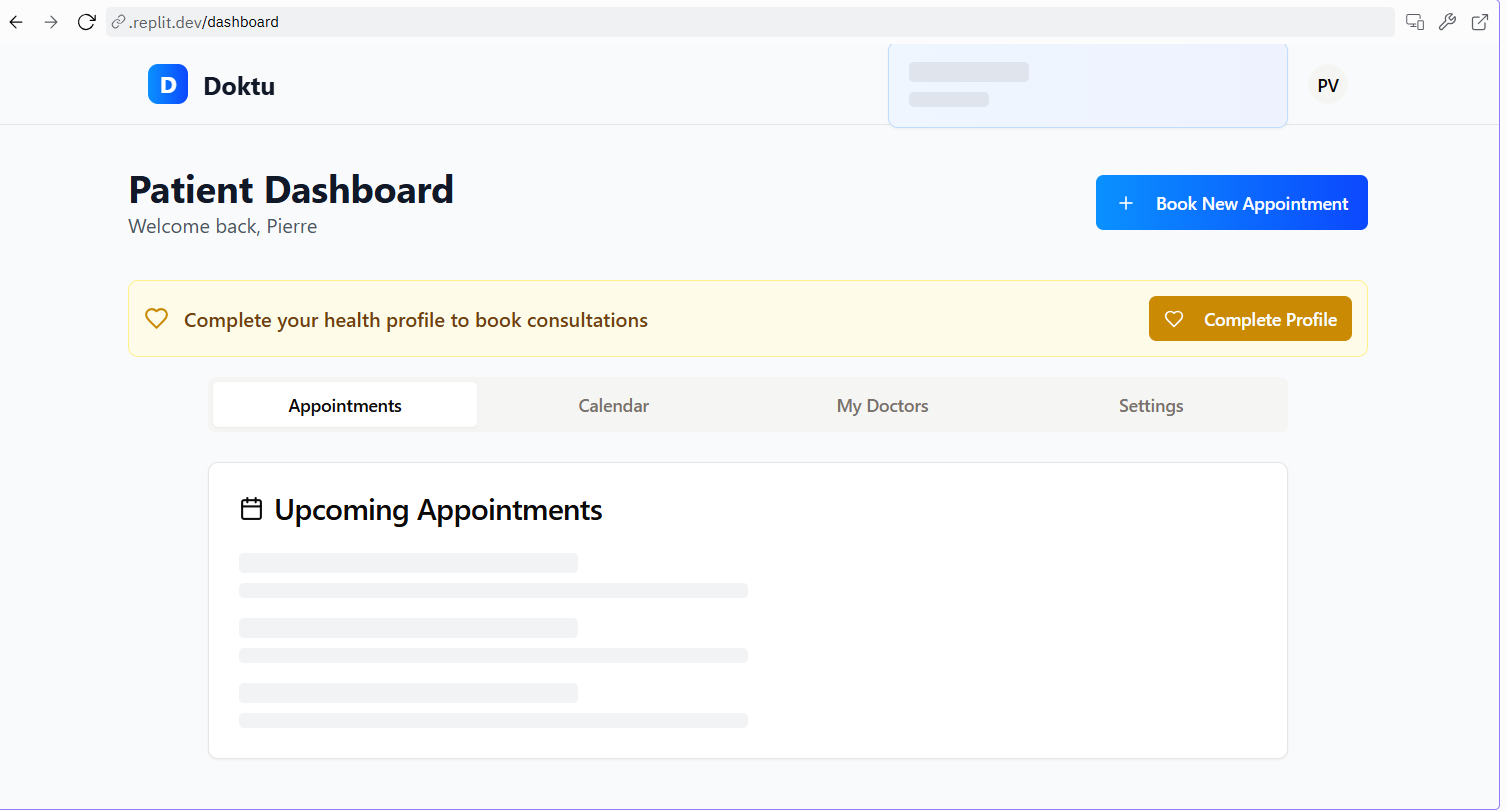 .replit.dev/dashboard
D
Doktu
PV
Patient Dashboard
Welcome back, Pierre
+ Book New Appointment
Complete your health profile to book consultations
Complete Profile
Appointments
Calendar
My Doctors
Settings
Upcoming Appointments